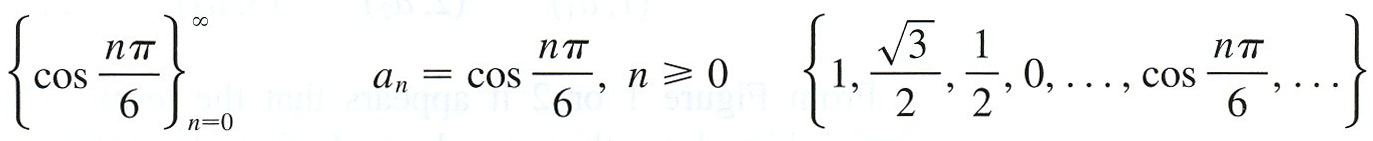 {cos nπ/6}_{n=0}^{∞} a_n = cos nπ/6, n ⩾ 0 {1, √3/2, 1/2, 0, . . . , cos nπ/6, . . .}